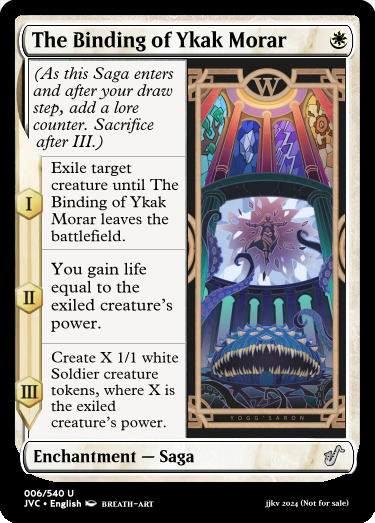 The Binding of Ykak Morar
(As this Saga enters
and after your draw
step, add a lore
counter. Sacrifice
after III.)
W
I
Exile target
creature until The
Binding of Ykak
Morar leaves the
battlefield.
II
You gain life
equal to the
exiled creature's
power.
III
Create X 1/1 white
Soldier creature
tokens, where X is
the exiled
creature's power.
YOGG'SARON
Enchantment — Saga
006/540 U
JVC • English BREATH-ART
jjkv 2024 (Not for sale)